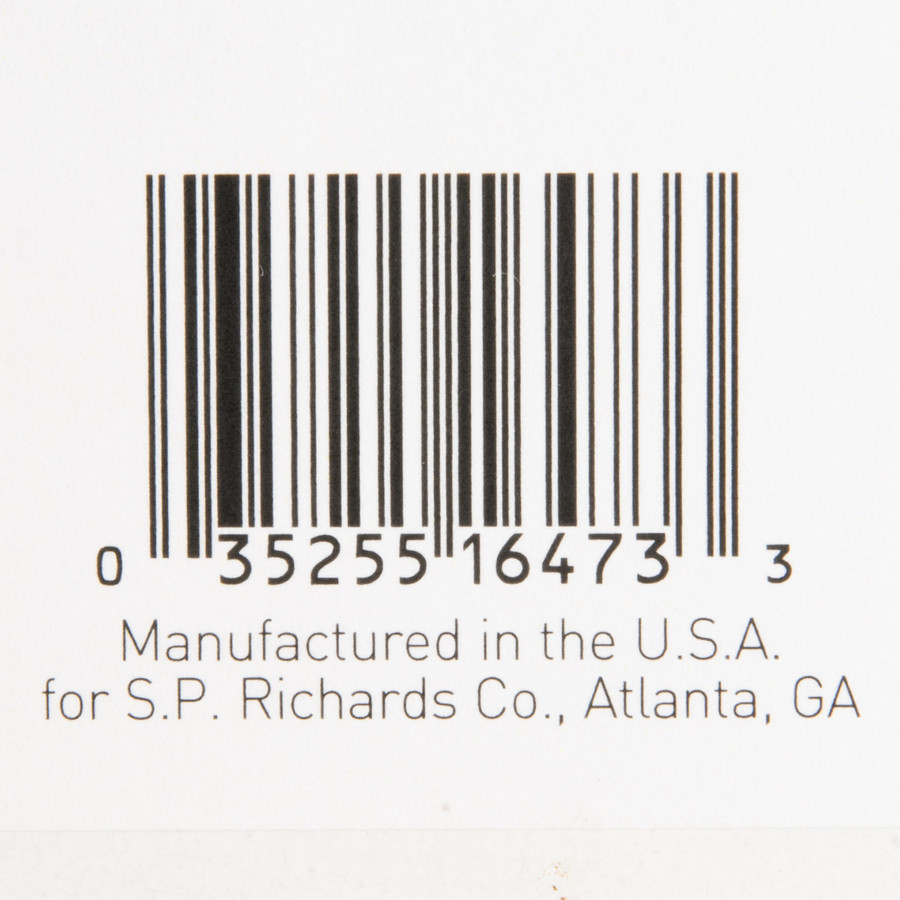 0 35255 16473 3
Manufactured in the U.S.A.
for S.P. Richards Co., Atlanta, GA